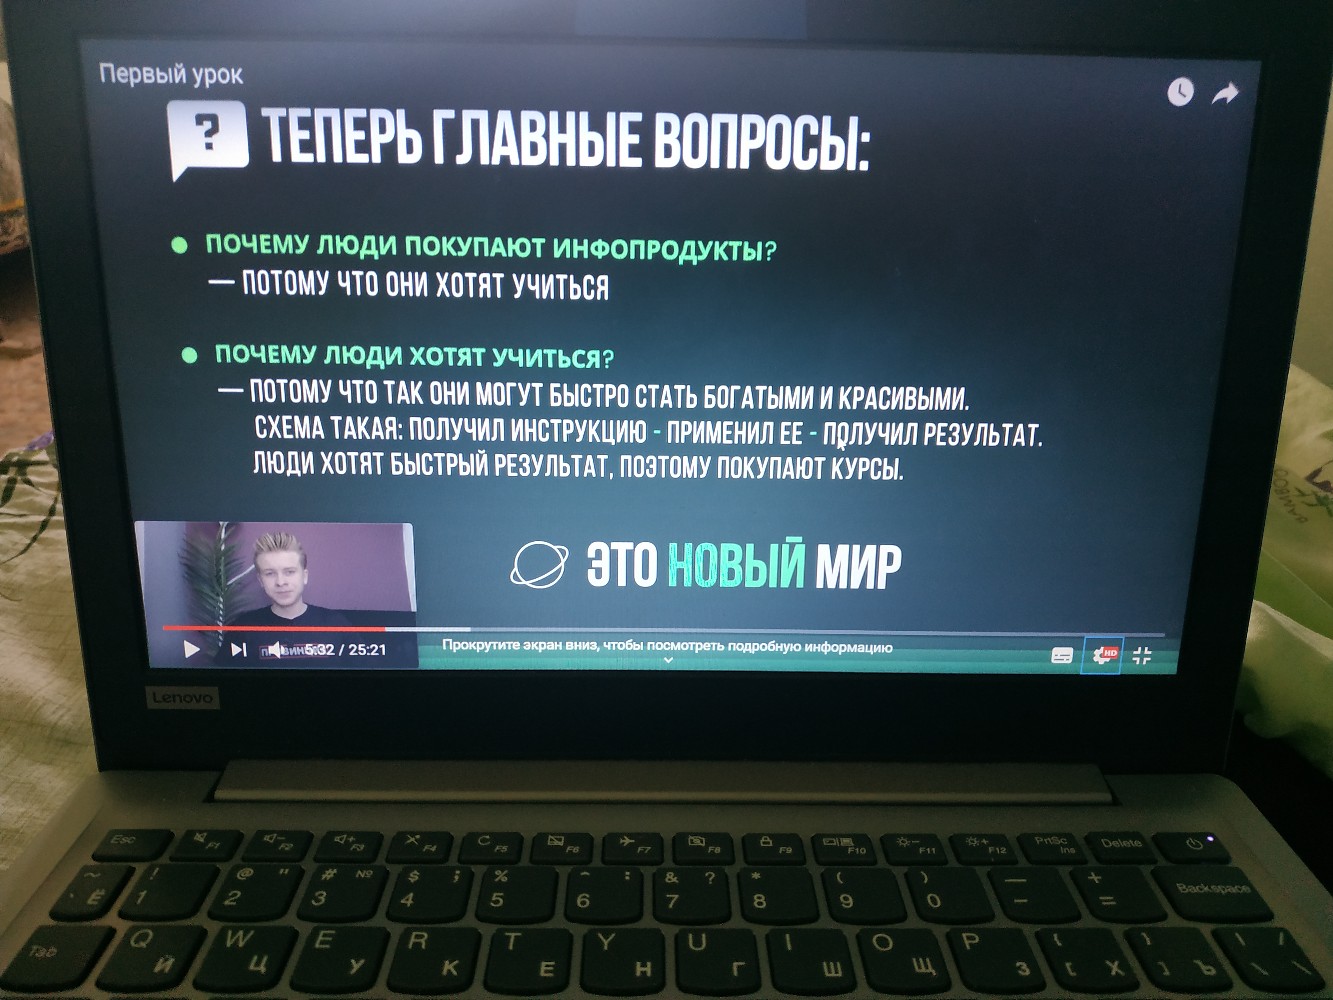 Первый урок
?
ТЕПЕРЬ ГЛАВНЫЕ ВОПРОСЫ:
ПОЧЕМУ ЛЮДИ ПОКУПАЮТ ИНФОПРОДУКТЫ?
— ПОТОМУ ЧТО ОНИ ХОТЯТ УЧИТЬСЯ
ПОЧЕМУ ЛЮДИ ХОТЯТ УЧИТЬСЯ?
— ПОТОМУ ЧТО ТАК ОНИ МОГУТ БЫСТРО СТАТЬ БОГАТЫМИ И КРАСИВЫМИ.
СХЕМА ТАКАЯ: ПОЛУЧИЛ ИНСТРУКЦИЮ - ПРИМЕНИЛ ЕЕ - ПОЛУЧИЛ РЕЗУЛЬТАТ.
ЛЮДИ ХОТЯТ БЫСТРЫЙ РЕЗУЛЬТАТ, ПОЭТОМУ ПОКУПАЮТ КУРСЫ.
ЭТО НОВЫЙ МИР
5:32 / 25:21
Прокрутите экран вниз, чтобы посмотреть подробную информацию
HD
Lenovo
Esc F1 F2 F3 F4 F5 F6 F7 F8 F9 F10 F11 F12 PrtSc Ins Delete
~ Ё ! 1 @ " 2 # № 3 $ ; 4 % 5 ^ : 6 & ? 7 * 8 ( 9 ) 0 — - + = Backspace
Tab Q Й W Ц E У R К T Е Y Н U Г I Ш O Щ P З { [ Х } ] Ъ | \ / \